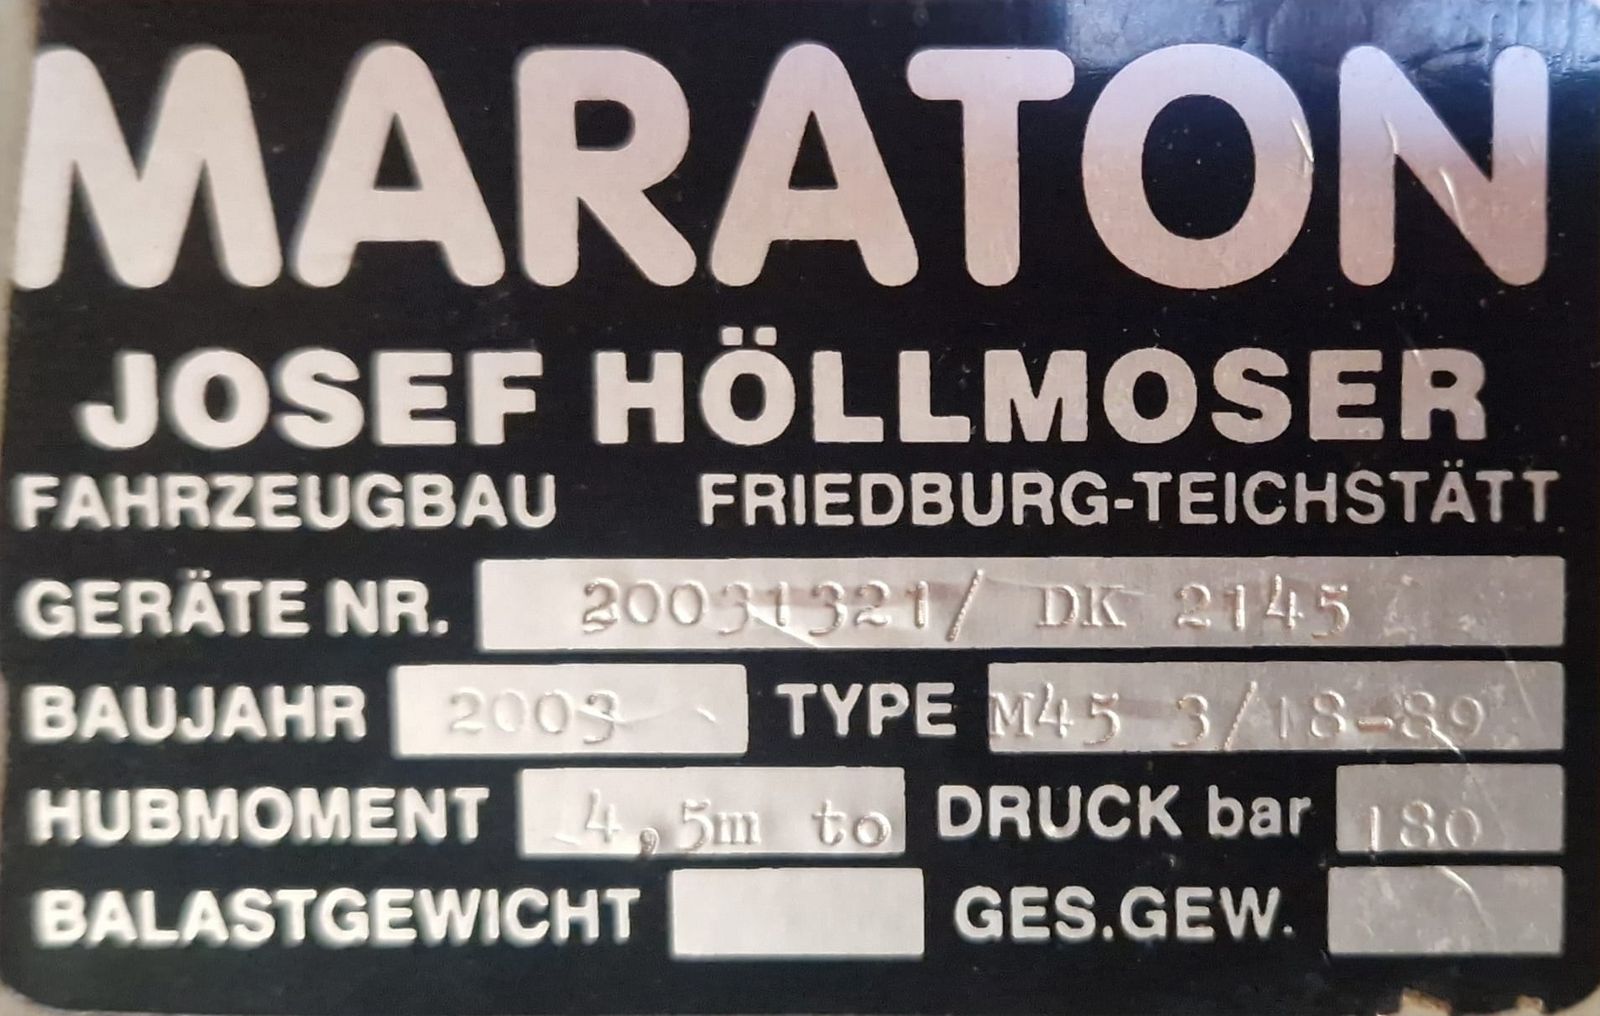 MARATON
JOSEF HÖLLMOSER
FAHRZEUGBAU FRIEDBURG-TEICHSTÄTT
GERÄTE NR. 20031321/ DK 2145
BAUJAHR 2003 TYPE M45 3/18-89
HUBMOMENT 4,5m to DRUCK bar 180
BALASTGEWICHT GES.GEW.